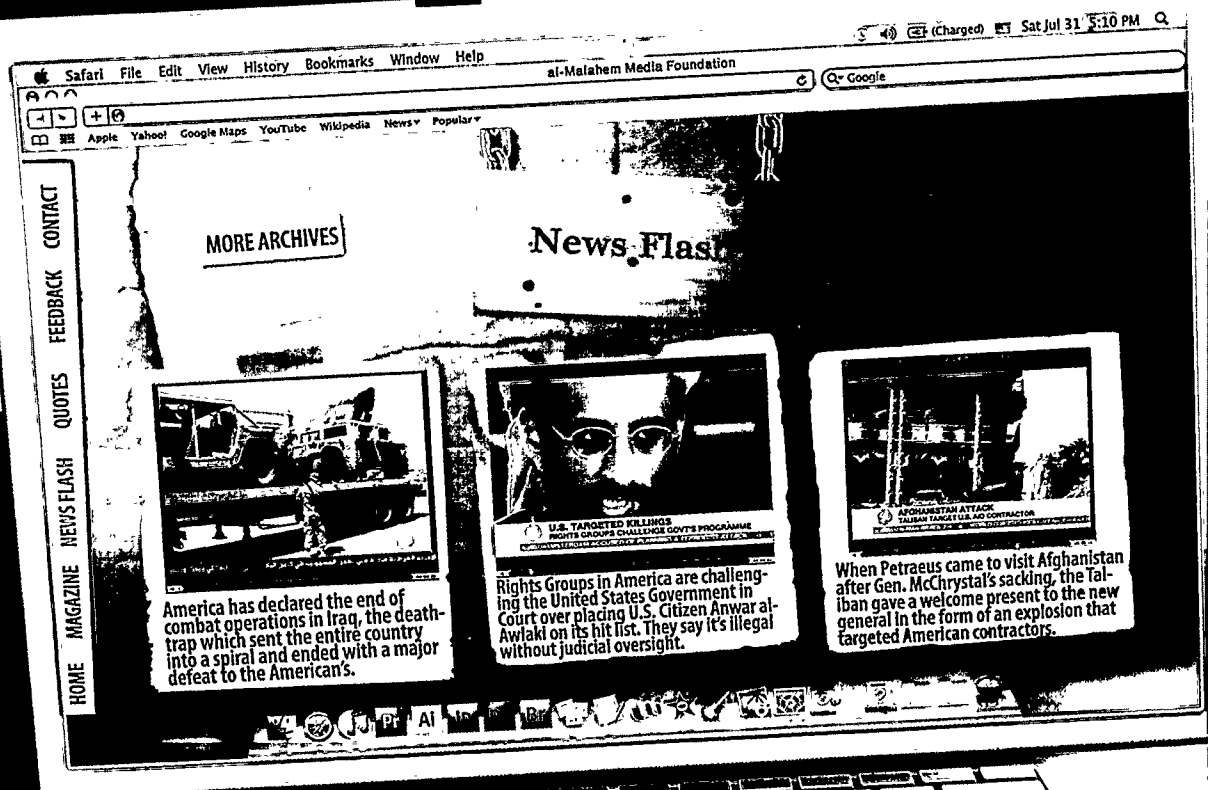 (Charged) Sat Jul 31 5:10 PM
Safari File Edit View History Bookmarks Window Help
al-Malahem Media Foundation
Google
Apple Yahoo! Google Maps YouTube Wikipedia News Popular
CONTACT
FEEDBACK
QUOTES
NEWS FLASH
MAGAZINE
HOME
MORE ARCHIVES
News Flash
America has declared the end of
combat operations in Iraq, the death-
trap which sent the entire country
into a spiral and ended with a major
defeat to the American's.
U.S. TARGETED KILLINGS
RIGHTS GROUPS CHALLENGE GOVT'S PROGRAMME
Rights Groups in America are challeng-
ing the United States Government in
Court over placing U.S. Citizen Anwar al-
Awlaki on its hit list. They say it's illegal
without judicial oversight.
AFGHANISTAN ATTACK
TALIBAN TARGET U.S. AID CONTRACTOR
When Petraeus came to visit Afghanistan
after Gen. McChrystal's sacking, the Tal-
iban gave a welcome present to the new
general in the form of an explosion that
targeted American contractors.
Pr Ai Br